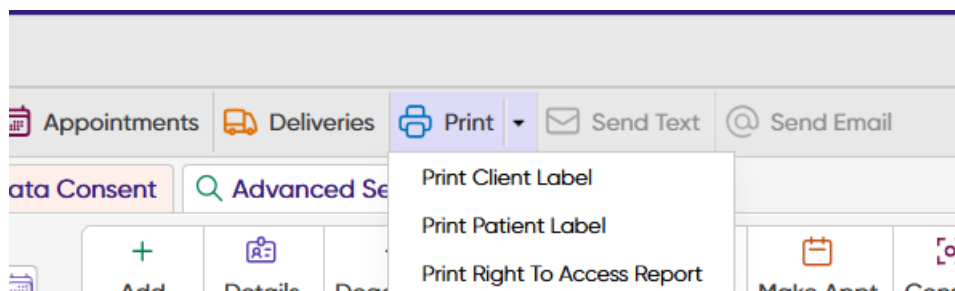 Appointments Deliveries Print Send Text Send Email
ata Consent Advanced Se
Print Client Label
Print Patient Label
Print Right To Access Report
Add Details Make Appt